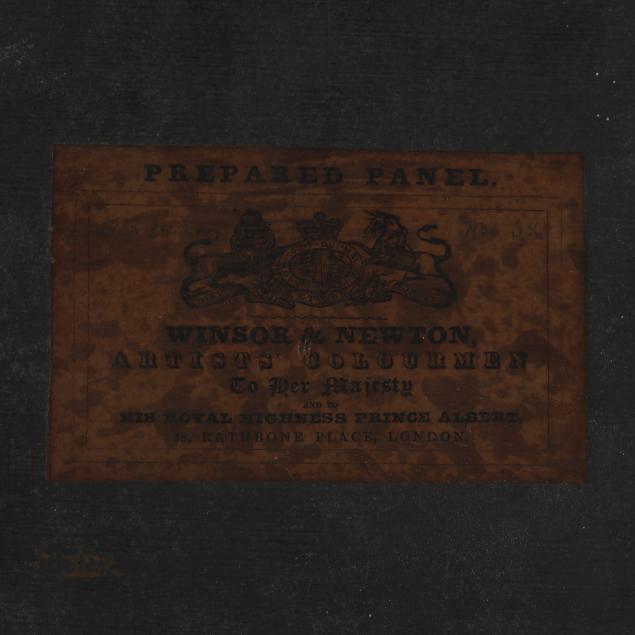 PREPARED PANEL.
WINSOR & NEWTON,
ARTISTS' COLOURMEN
To Her Majesty
AND TO
HIS ROYAL HIGHNESS PRINCE ALBERT.
38, RATHBONE PLACE, LONDON.